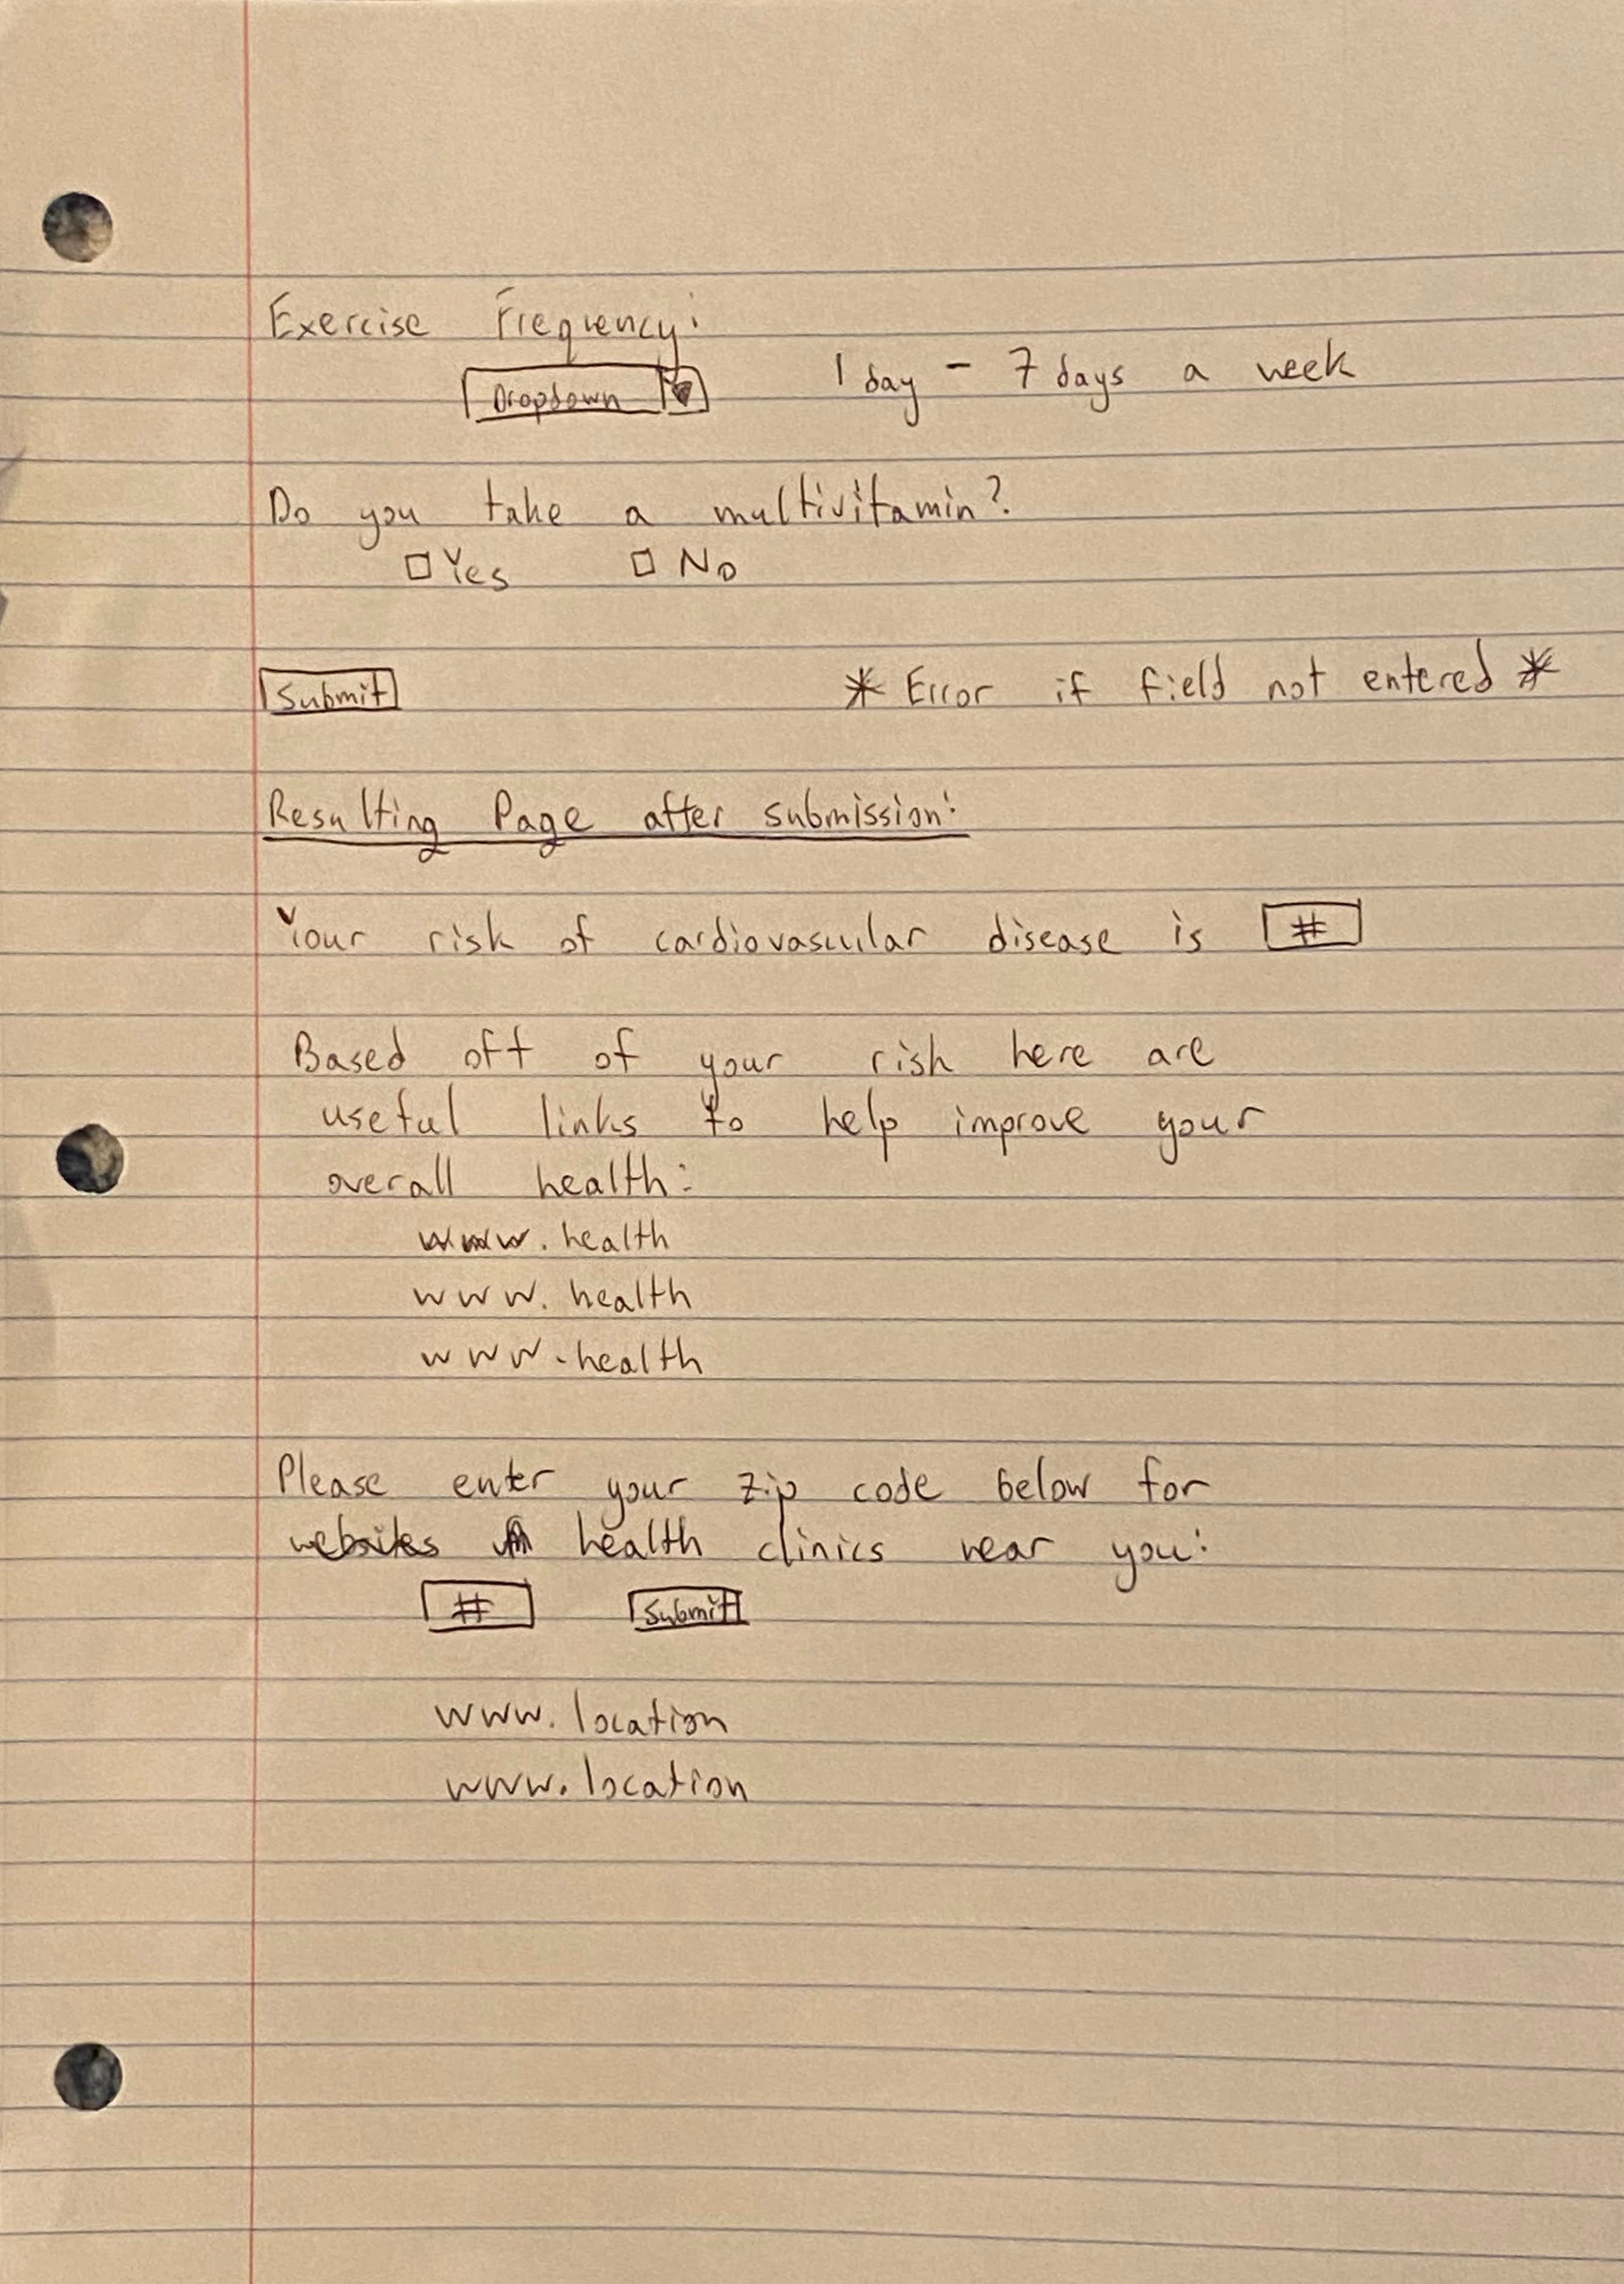 Exercise Frequency:
Dropdown 1 day - 7 days a week
Do you take a multivitamin?
Yes No
Submit * Error if field not entered *
Resulting Page after submission:
Your risk of cardiovascular disease is #
Based off of your risk here are
useful links to help improve your
overall health:
www.health
www.health
www.health
Please enter your zip code below for
websites health clinics near you:
# Submit
www.location
www.location